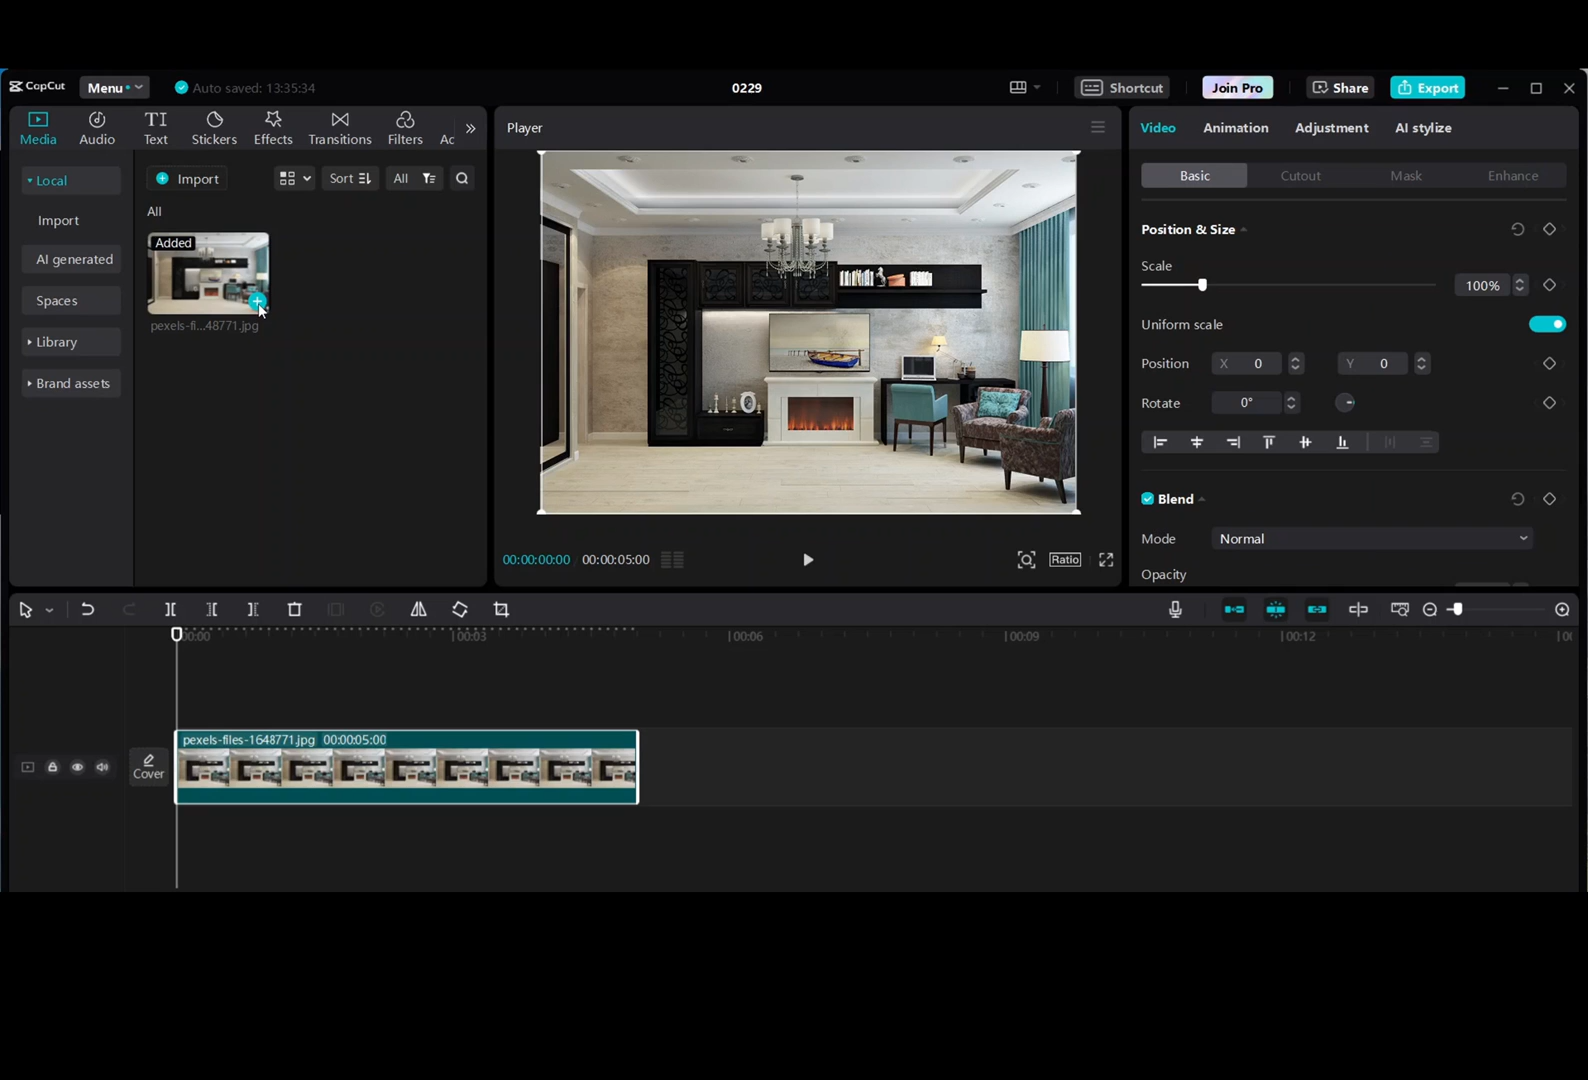 CapCut Menu Auto saved: 13:35:34 0229 Shortcut Join Pro Share Export
Media Audio Text Stickers Effects Transitions Filters Ac
Player
Video Animation Adjustment AI stylize
Local
Import
AI generated
Spaces
Library
Brand assets
Import Sort All
All
Added
pexels-fi...48771.jpg
00:00:00:00 00:00:05:00 Ratio
Basic Cutout Mask Enhance
Position & Size
Scale
100%
Uniform scale
Position X 0 Y 0
Rotate 0°
Blend
Mode Normal
Opacity
00:00 00:03 00:06 00:09 00:12
pexels-files-1648771.jpg 00:00:05:00
Cover